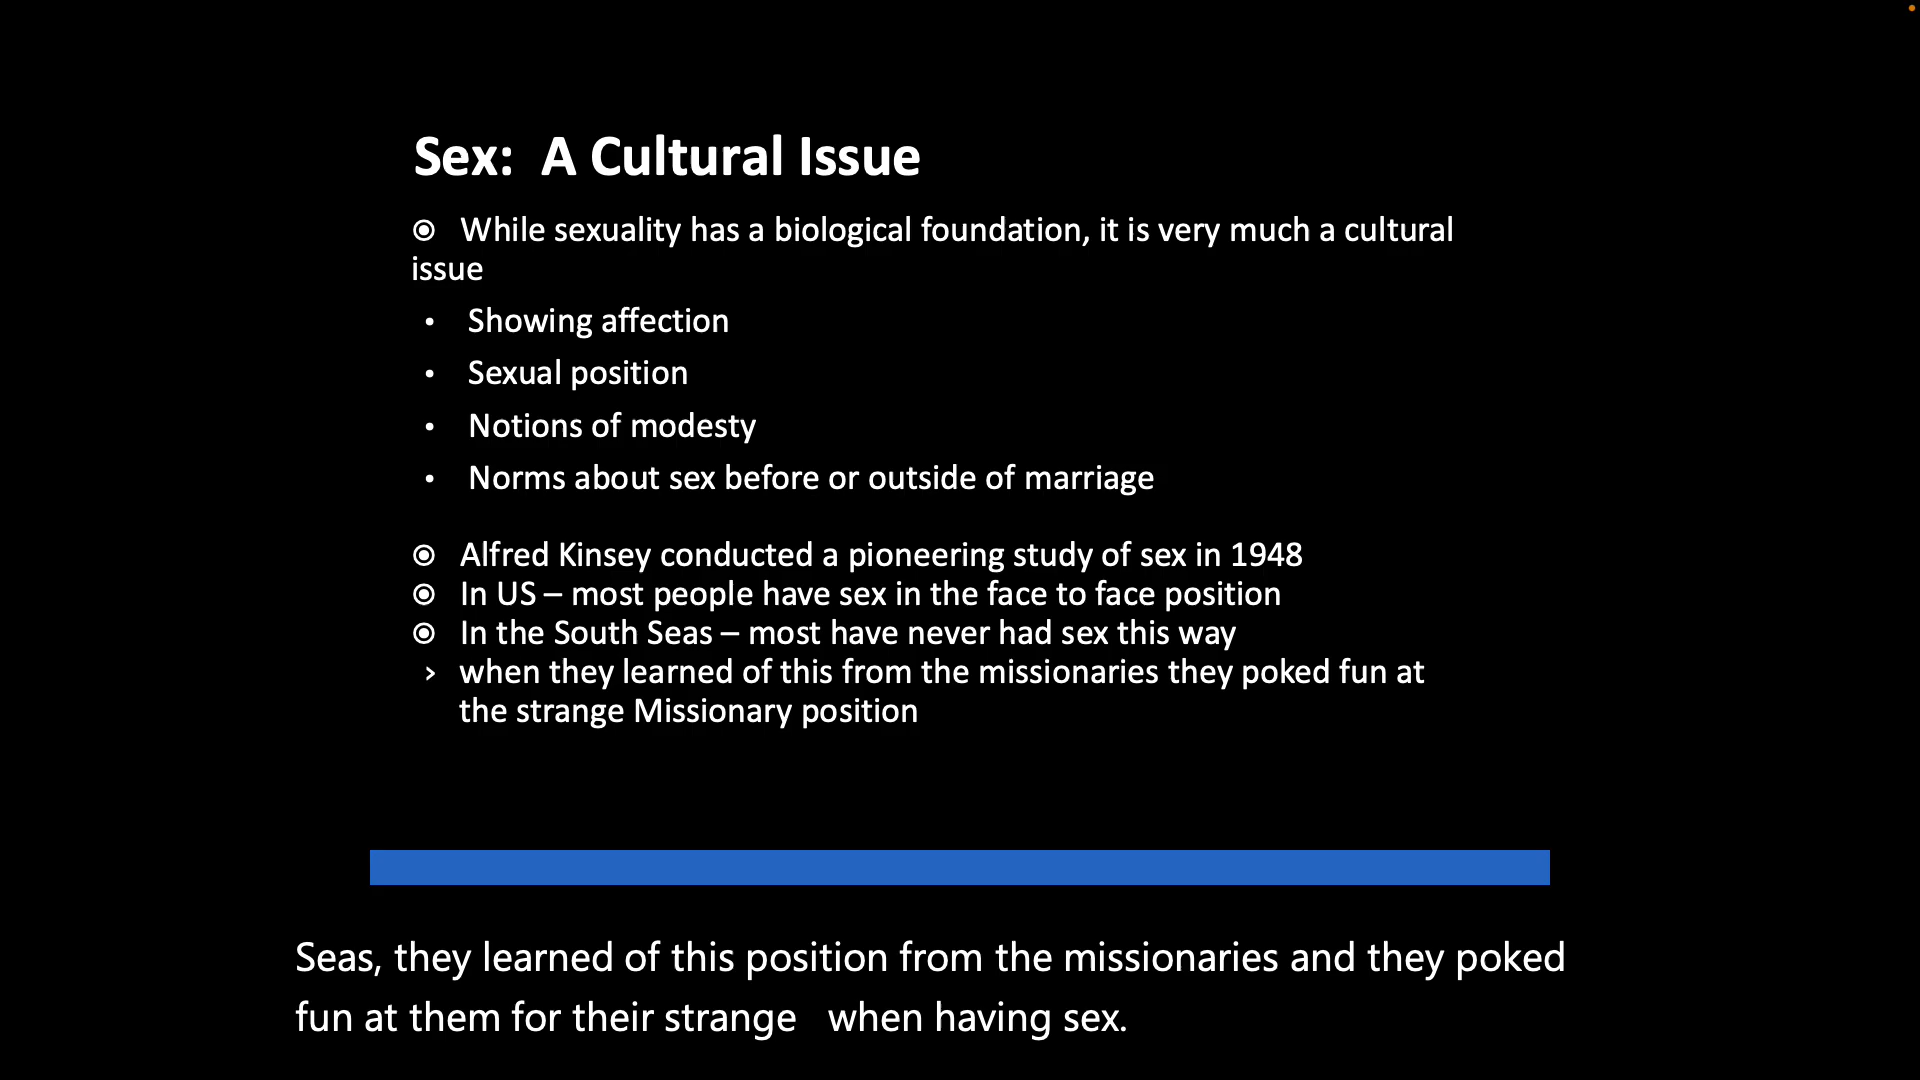 Sex:  A Cultural Issue
◉ While sexuality has a biological foundation, it is very much a cultural
issue
• Showing affection
• Sexual position
• Notions of modesty
• Norms about sex before or outside of marriage
◉ Alfred Kinsey conducted a pioneering study of sex in 1948
◉ In US – most people have sex in the face to face position
◉ In the South Seas – most have never had sex this way
› when they learned of this from the missionaries they poked fun at
the strange Missionary position
Seas, they learned of this position from the missionaries and they poked
fun at them for their strange   when having sex.